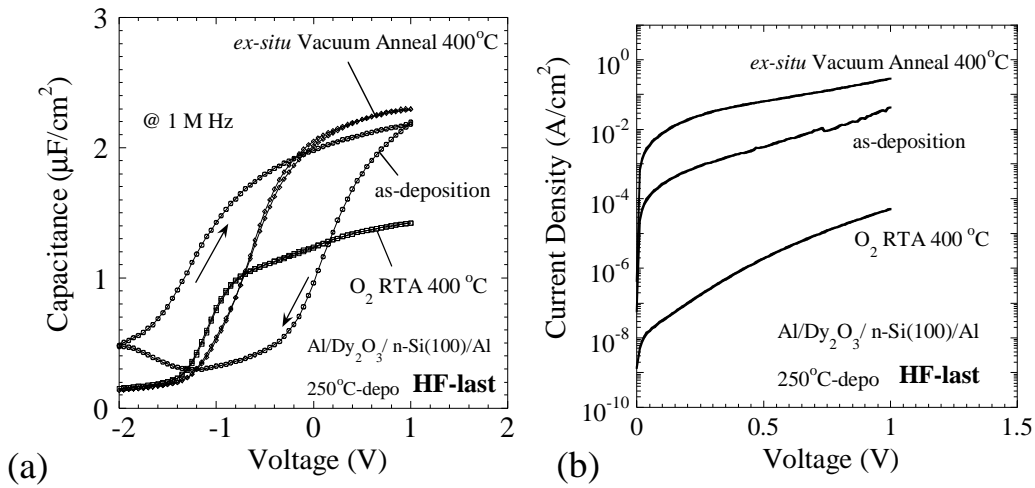 3
2
1
0
-2
-1
0
1
2
Capacitance (μF/cm²)
Voltage (V)
ex-situ Vacuum Anneal 400°C
@ 1 M Hz
as-deposition
O₂ RTA 400 °C
Al/Dy₂O₃/ n-Si(100)/Al
250°C-depo HF-last
(a)
10⁰
10⁻²
10⁻⁴
10⁻⁶
10⁻⁸
10⁻¹⁰
0
0.5
1
1.5
Current Density (A/cm²)
Voltage (V)
ex-situ Vacuum Anneal 400°C
as-deposition
O₂ RTA 400 °C
Al/Dy₂O₃/ n-Si(100)/Al
250°C-depo HF-last
(b)